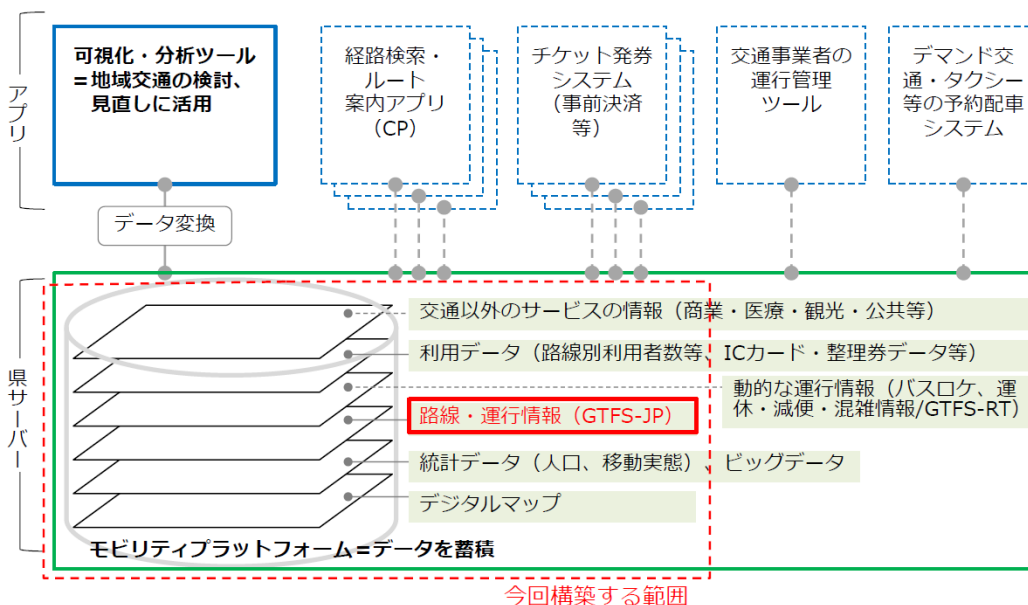 アプリ
可視化・分析ツール
＝地域交通の検討、
見直しに活用
経路検索・
ルート
案内アプリ
（CP）
チケット発券
システム
（事前決済
等）
交通事業者の
運行管理
ツール
デマンド交
通・タクシー
等の予約配車
システム
データ変換
県サーバー
交通以外のサービスの情報（商業・医療・観光・公共等）
利用データ（路線別利用者数等、ICカード・整理券データ等）
動的な運行情報（バスロケ、運
休・減便・混雑情報/GTFS-RT）
路線・運行情報（GTFS-JP）
統計データ（人口、移動実態）、ビッグデータ
デジタルマップ
モビリティプラットフォーム＝データを蓄積
今回構築する範囲